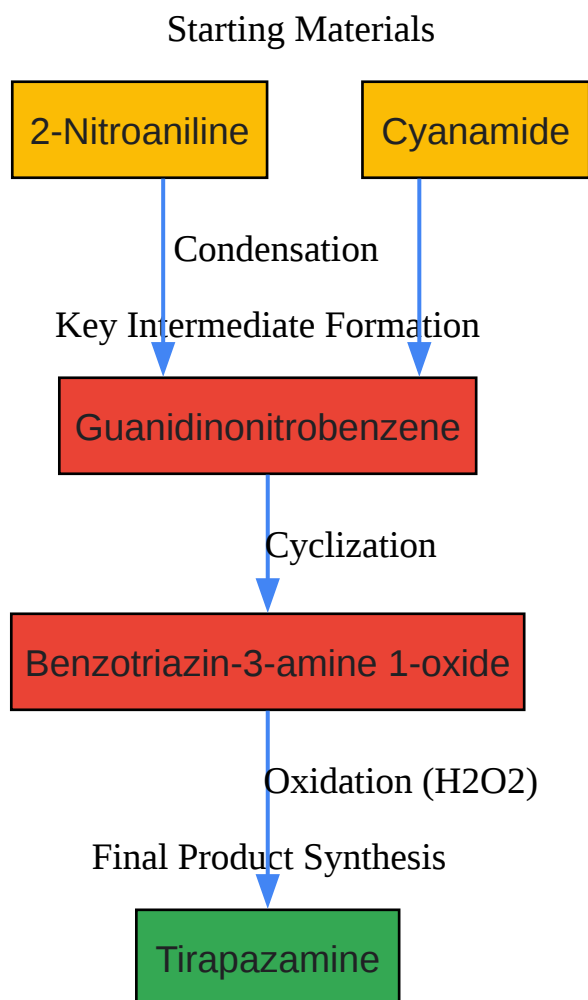 Starting Materials
2-Nitroaniline
Cyanamide
Condensation
Key Intermediate Formation
Guanidinonitrobenzene
Cyclization
Benzotriazin-3-amine 1-oxide
Oxidation (H2O2)
Final Product Synthesis
Tirapazamine